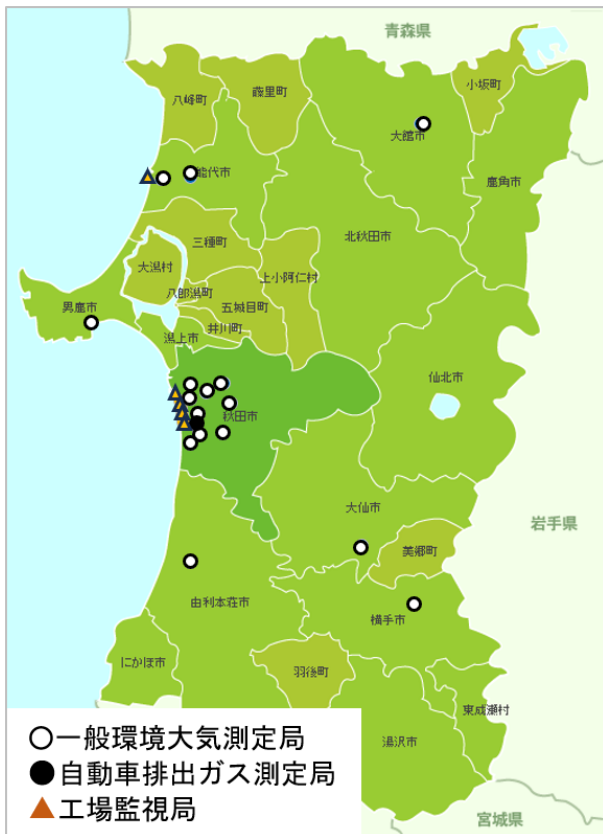 青森県
小坂町
藤里町
八峰町
大館市
能代市
鹿角市
北秋田市
三種町
大潟村
上小阿仁村
八郎潟町
男鹿市
五城目町
井川町
潟上市
仙北市
秋田市
大仙市
岩手県
美郷町
由利本荘市
横手市
にかほ市
羽後町
東成瀬村
湯沢市
一般環境大気測定局
自動車排出ガス測定局
工場監視局
宮城県